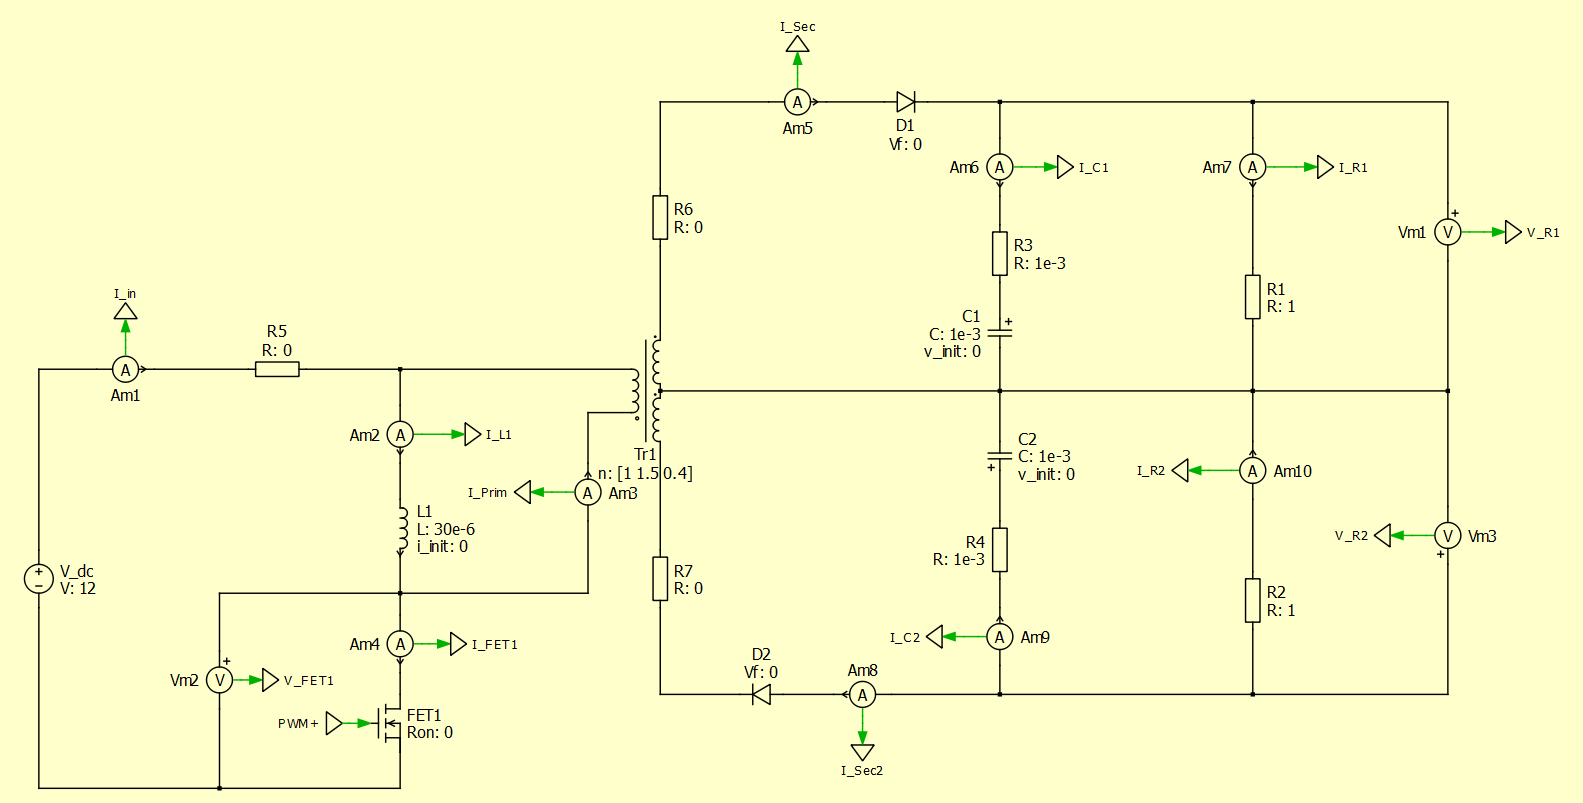 I_Sec
A
Am5
D1
Vf: 0
Am6
A
I_C1
Am7
A
I_R1
R6
R: 0
+
Vm1
V
V_R1
R3
R: 1e-3
R1
R: 1
I_in
C1
+
C: 1e-3
v_init: 0
R5
R: 0
A
Am1
Am2
A
I_L1
Tr1
n: [1 1.5 0.4]
C2
C: 1e-3
+
v_init: 0
I_R2
A
Am10
I_Prim
A
Am3
L1
L: 30e-6
i_init: 0
V_R2
V
Vm3
+
R4
R: 1e-3
+
−
V_dc
V: 12
R7
R: 0
R2
R: 1
Am4
A
I_FET1
I_C2
A
Am9
+
Vm2
V
V_FET1
D2
Vf: 0
Am8
A
PWM+
FET1
Ron: 0
I_Sec2